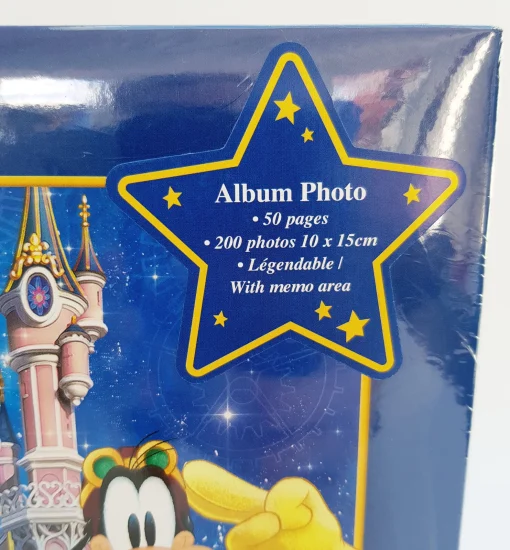 Album Photo
• 50 pages
• 200 photos 10 x 15cm
• Légendable /
With memo area